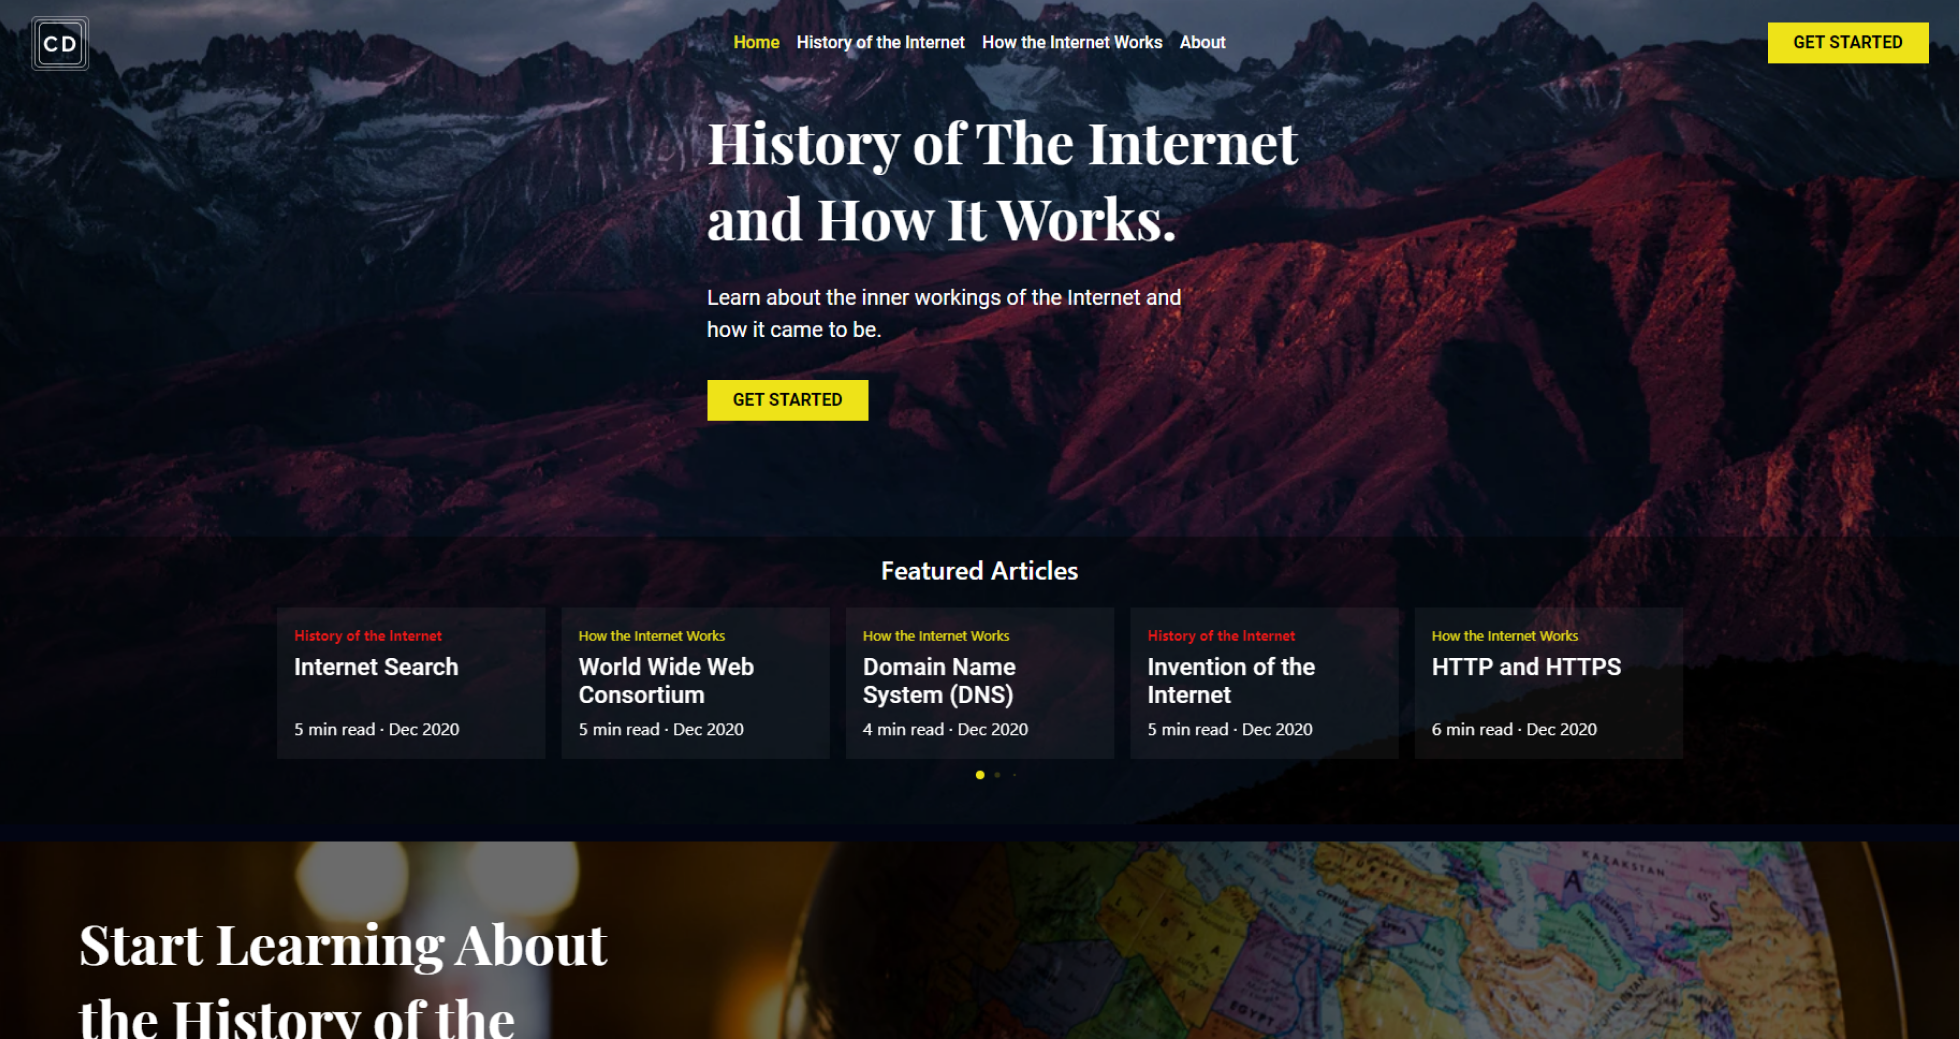 CD
Home History of the Internet How the Internet Works About
GET STARTED
History of The Internet
and How It Works.
Learn about the inner workings of the Internet and
how it came to be.
GET STARTED
Featured Articles
History of the Internet
Internet Search
5 min read · Dec 2020
How the Internet Works
World Wide Web
Consortium
5 min read · Dec 2020
How the Internet Works
Domain Name
System (DNS)
4 min read · Dec 2020
History of the Internet
Invention of the
Internet
5 min read · Dec 2020
How the Internet Works
HTTP and HTTPS
6 min read · Dec 2020
Start Learning About
the History of the
KAZAKSTAN
LIBYA
EGYPT
CYPRUS
SYRIA
IRAQ